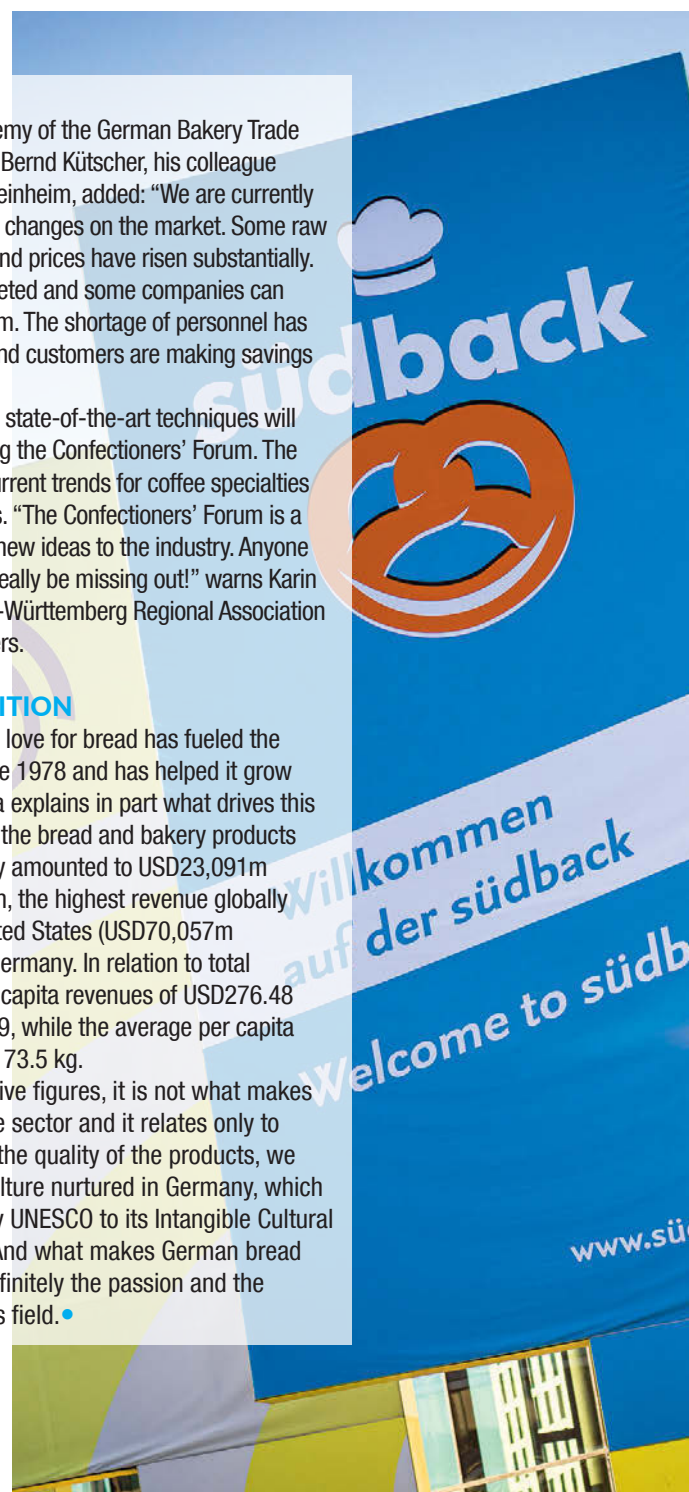 emy of the German Bakery Trade
Bernd Kütscher, his colleague
einheim, added: “We are currently
changes on the market. Some raw
nd prices have risen substantially.
eted and some companies can
m. The shortage of personnel has
nd customers are making savings
state-of-the-art techniques will
g the Confectioners’ Forum. The
urrent trends for coffee specialties
s. “The Confectioners’ Forum is a
new ideas to the industry. Anyone
eally be missing out!” warns Karin
-Württemberg Regional Association
ers.
ITION
love for bread has fueled the
e 1978 and has helped it grow
a explains in part what drives this
the bread and bakery products
y amounted to USD23,091m
n, the highest revenue globally
ted States (USD70,057m
ermany. In relation to total
capita revenues of USD276.48
9, while the average per capita
73.5 kg.
ive figures, it is not what makes
e sector and it relates only to
the quality of the products, we
lture nurtured in Germany, which
y UNESCO to its Intangible Cultural
And what makes German bread
finitely the passion and the
s field.•
südback
Willkommen
auf der südback
Welcome to südb
www.sü